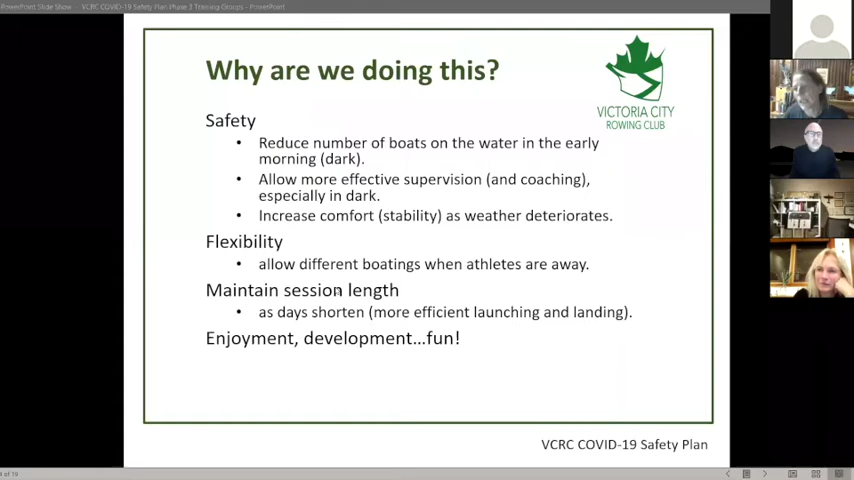 PowerPoint Slide Show - VCRC COVID-19 Safety Plan Phase 3 Training Groups - PowerPoint
Why are we doing this?
VICTORIA CITY
ROWING CLUB
Safety
• Reduce number of boats on the water in the early
morning (dark).
• Allow more effective supervision (and coaching),
especially in dark.
• Increase comfort (stability) as weather deteriorates.
Flexibility
• allow different boatings when athletes are away.
Maintain session length
• as days shorten (more efficient launching and landing).
Enjoyment, development...fun!
VCRC COVID-19 Safety Plan
of 19